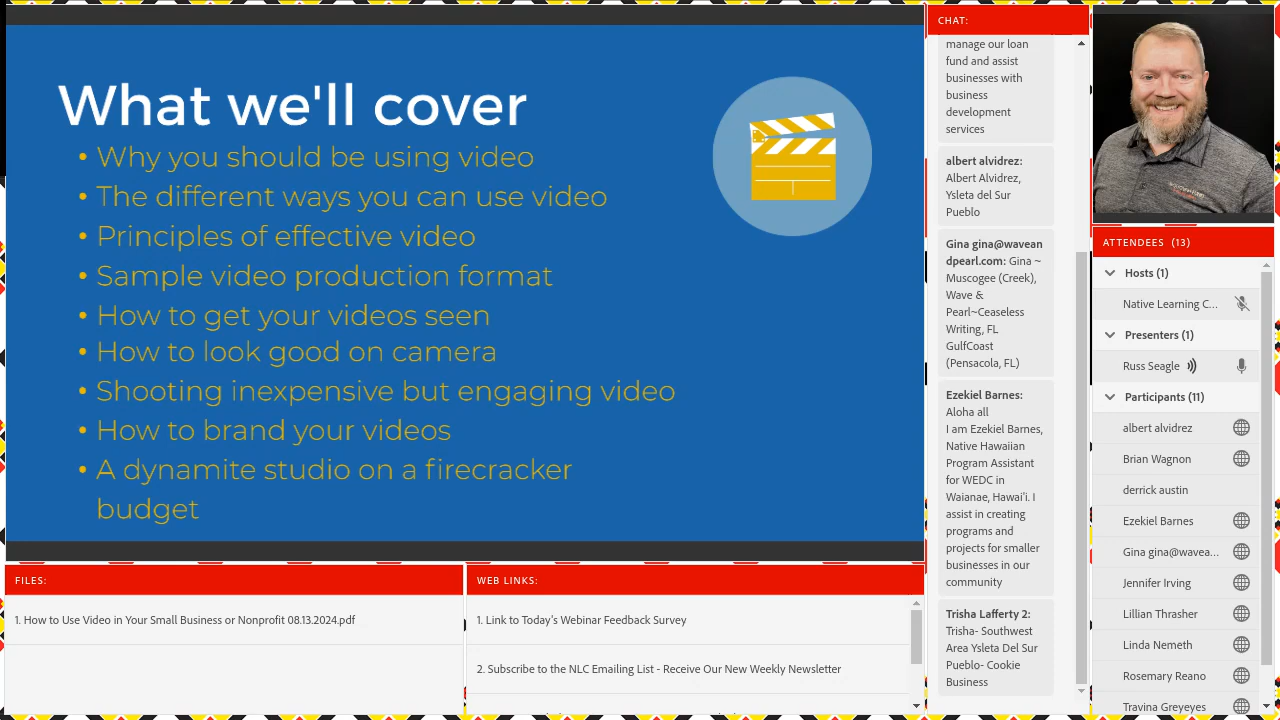 What we'll cover
• Why you should be using video
• The different ways you can use video
• Principles of effective video
• Sample video production format
• How to get your videos seen
• How to look good on camera
• Shooting inexpensive but engaging video
• How to brand your videos
• A dynamite studio on a firecracker
budget
FILES:
1. How to Use Video in Your Small Business or Nonprofit 08.13.2024.pdf
WEB LINKS:
1. Link to Today's Webinar Feedback Survey
2. Subscribe to the NLC Emailing List - Receive Our New Weekly Newsletter
CHAT:
manage our loan
fund and assist
businesses with
business
development
services
albert alvidrez:
Albert Alvidrez,
Ysleta del Sur
Pueblo
Gina gina@wavean
dpearl.com: Gina ~
Muscogee (Creek),
Wave &
Pearl~Ceaseless
Writing, FL
GulfCoast
(Pensacola, FL)
Ezekiel Barnes:
Aloha all
I am Ezekiel Barnes,
Native Hawaiian
Program Assistant
for WEDC in
Waianae, Hawai'i. I
assist in creating
programs and
projects for smaller
businesses in our
community
Trisha Lafferty 2:
Trisha- Southwest
Area Ysleta Del Sur
Pueblo- Cookie
Business
ATTENDEES (13)
Hosts (1)
Native Learning C...
Presenters (1)
Russ Seagle
Participants (11)
albert alvidrez
Brian Wagnon
derrick austin
Ezekiel Barnes
Gina gina@wavea...
Jennifer Irving
Lillian Thrasher
Linda Nemeth
Rosemary Reano
Travina Greyeyes